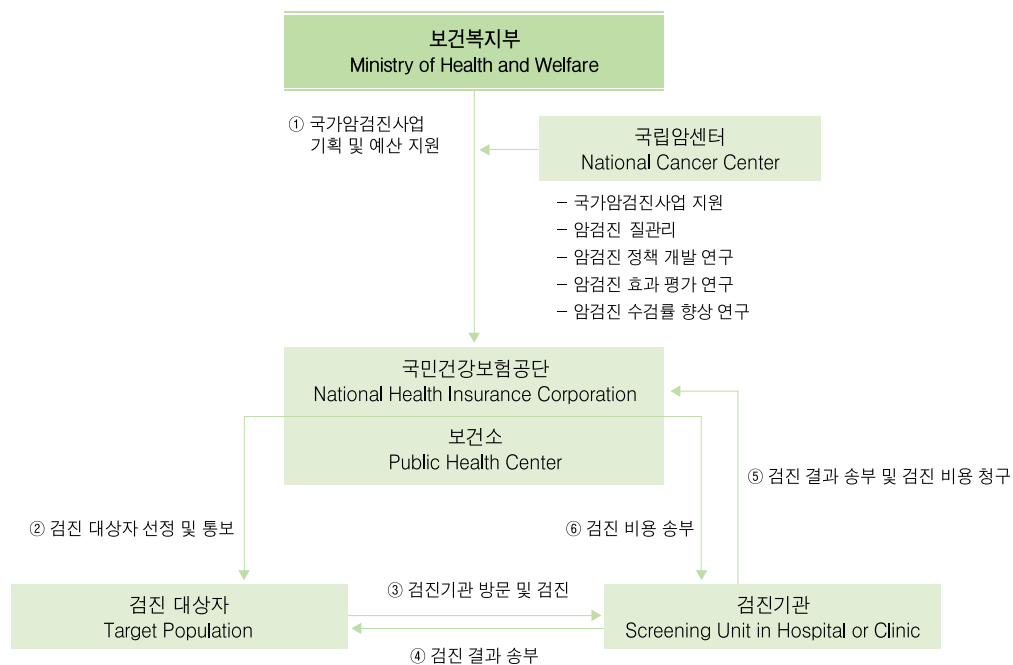 보건복지부
Ministry of Health and Welfare
① 국가암검진사업
기획 및 예산 지원
국립암센터
National Cancer Center
– 국가암검진사업 지원
– 암검진 질관리
– 암검진 정책 개발 연구
– 암검진 효과 평가 연구
– 암검진 수검률 향상 연구
국민건강보험공단
National Health Insurance Corporation
보건소
Public Health Center
⑤ 검진 결과 송부 및 검진 비용 청구
② 검진 대상자 선정 및 통보
⑥ 검진 비용 송부
검진 대상자
Target Population
③ 검진기관 방문 및 검진
④ 검진 결과 송부
검진기관
Screening Unit in Hospital or Clinic